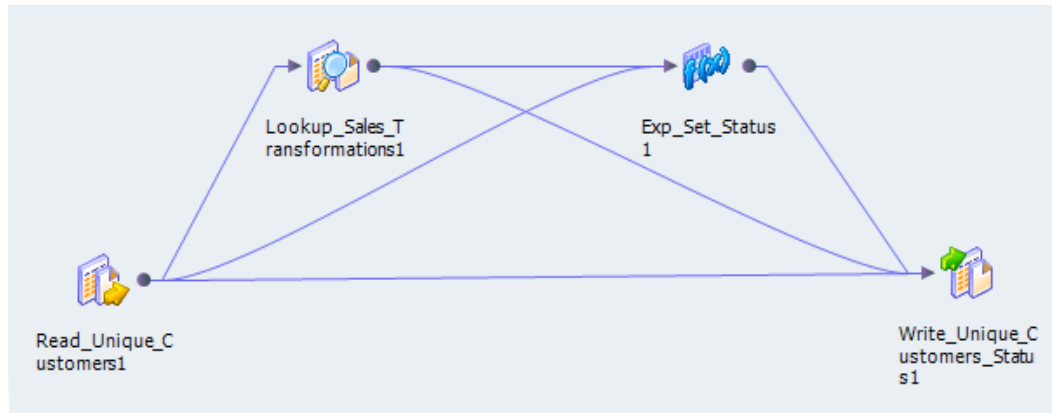 Lookup_Sales_T
ransformations1
Exp_Set_Status
1
Read_Unique_C
ustomers1
Write_Unique_C
ustomers_Statu
s1